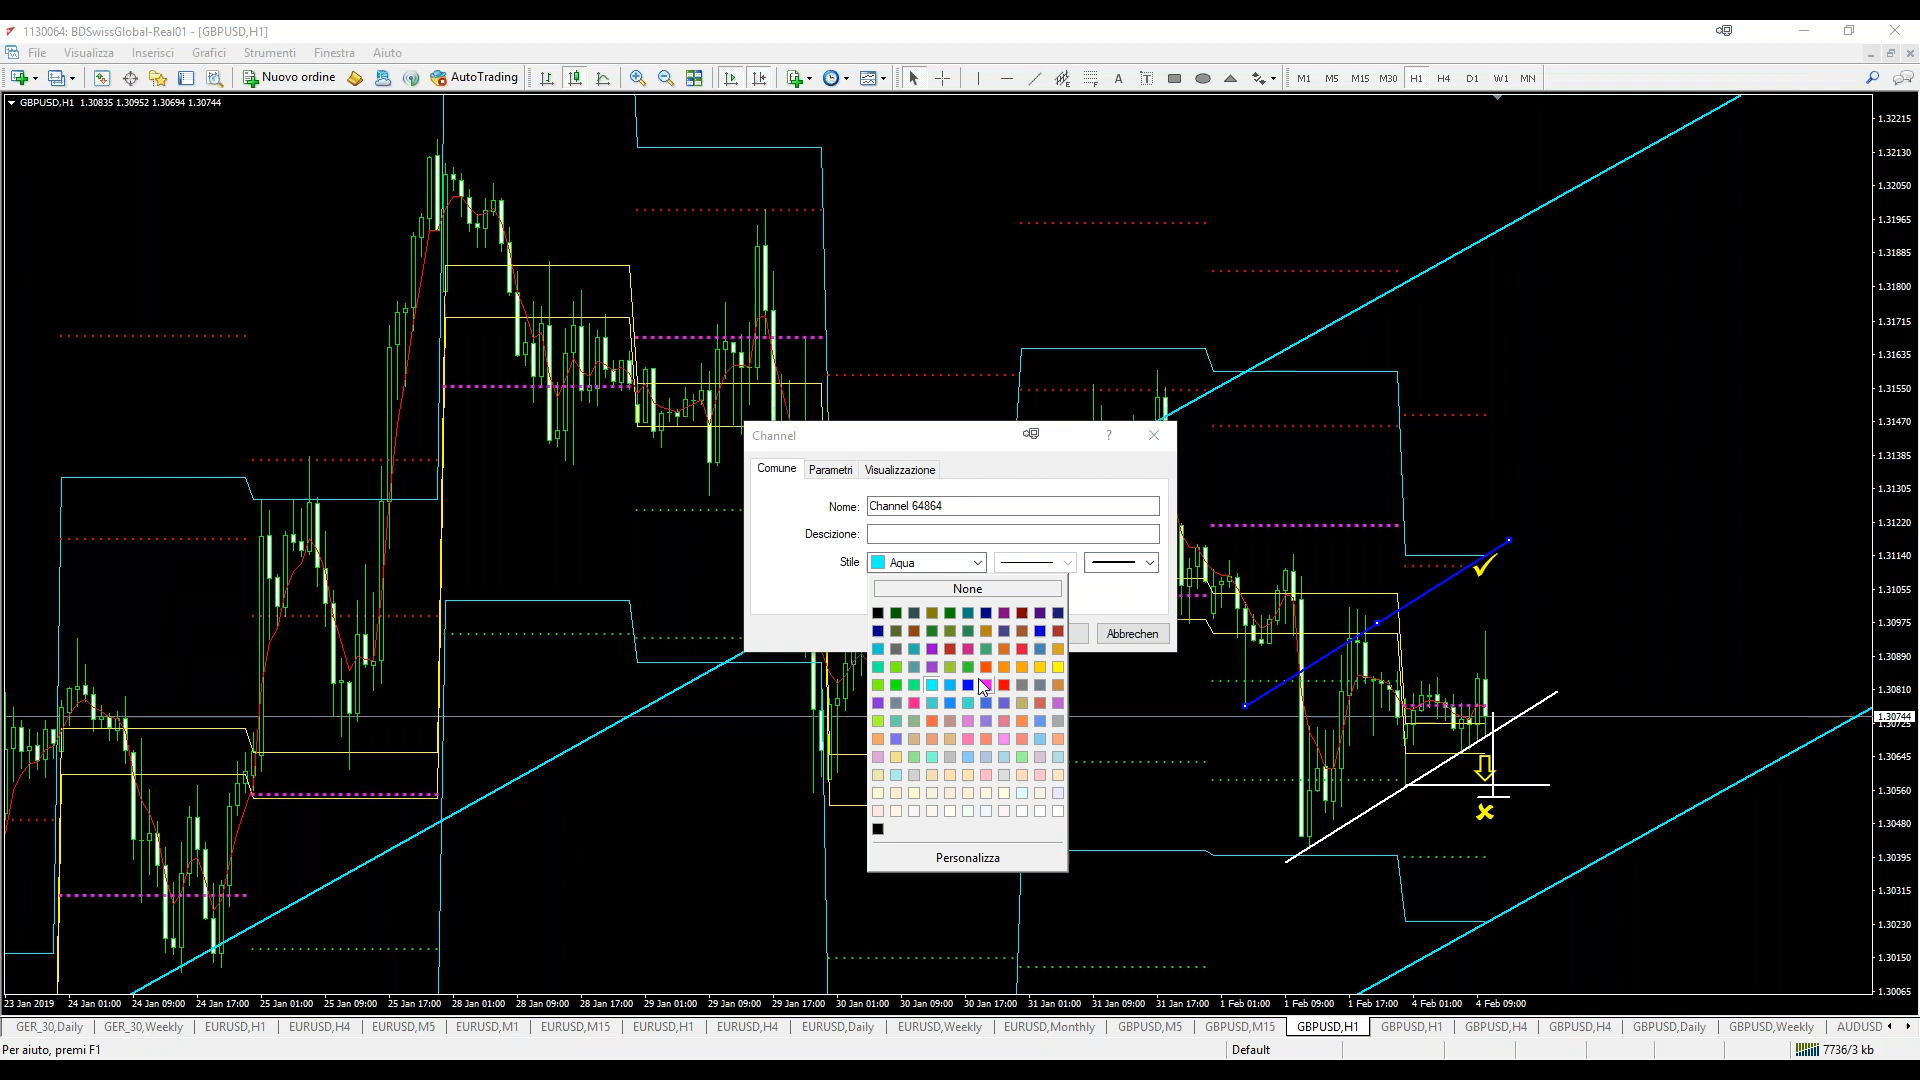 1130064: BDSwissGlobal-Real01 - [GBPUSD,H1]
File Visualizza Inserisci Grafici Strumenti Finestra Aiuto
Nuovo ordine AutoTrading A T M1 M5 M15 M30 H1 H4 D1 W1 MN
GBPUSD,H1 1.30835 1.30952 1.30694 1.30744
1.32215
1.32130
1.32050
1.31965
1.31885
1.31800
1.31715
1.31635
1.31550
1.31470
1.31385
1.31305
1.31220
1.31140
1.31055
1.30975
1.30890
1.30810
1.30744
1.30725
1.30645
1.30560
1.30480
1.30395
1.30315
1.30230
1.30150
1.30065
Channel ?
Comune Parametri Visualizzazione
Nome: Channel 64864
Descizione:
Stile Aqua
None
Abbrechen
Personalizza
23 Jan 2019 24 Jan 01:00 24 Jan 09:00 24 Jan 17:00 25 Jan 01:00 25 Jan 09:00 25 Jan 17:00 28 Jan 01:00 28 Jan 09:00 28 Jan 17:00 29 Jan 01:00 29 Jan 09:00 29 Jan 17:00 30 Jan 01:00 30 Jan 09:00 30 Jan 17:00 31 Jan 01:00 31 Jan 09:00 31 Jan 17:00 1 Feb 01:00 1 Feb 09:00 1 Feb 17:00 4 Feb 01:00 4 Feb 09:00
GER_30,Daily GER_30,Weekly EURUSD,H1 EURUSD,H4 EURUSD,M5 EURUSD,M1 EURUSD,M15 EURUSD,H1 EURUSD,H4 EURUSD,Daily EURUSD,Weekly EURUSD,Monthly GBPUSD,M5 GBPUSD,M15 GBPUSD,H1 GBPUSD,H1 GBPUSD,H4 GBPUSD,H4 GBPUSD,Daily GBPUSD,Weekly AUDUSD
Per aiuto, premi F1 Default 7736/3 kb